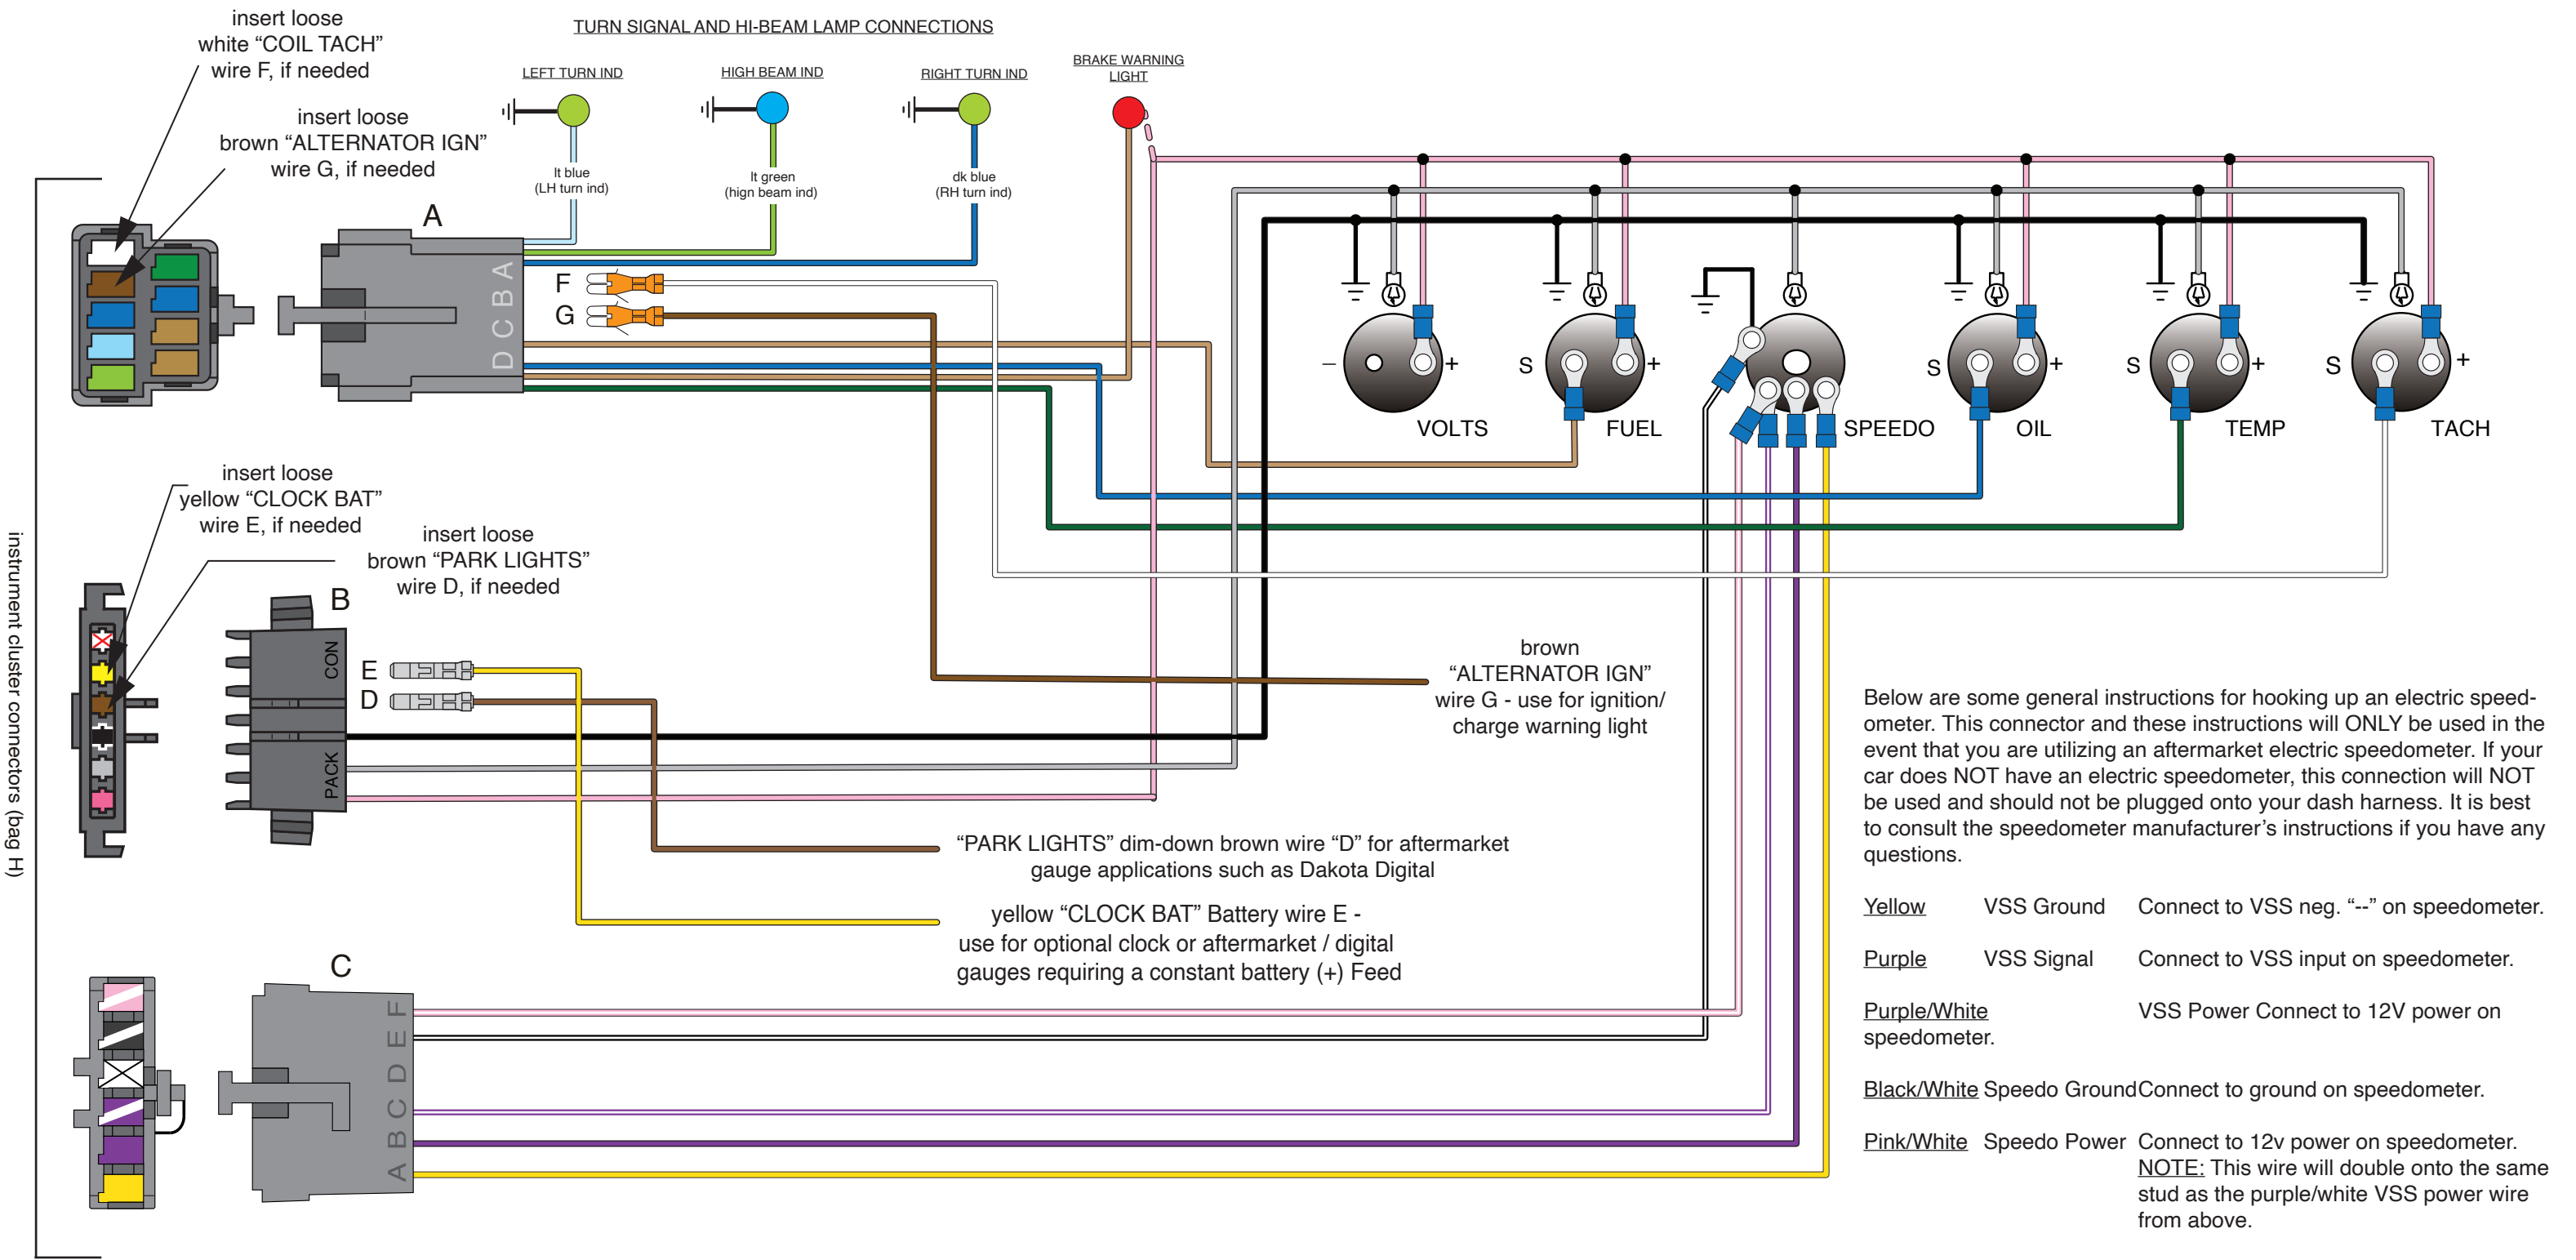 insert loose
white “COIL TACH”
wire F, if needed
insert loose
brown “ALTERNATOR IGN”
wire G, if needed
TURN SIGNAL AND HI-BEAM LAMP CONNECTIONS
LEFT TURN IND
HIGH BEAM IND
RIGHT TURN IND
BRAKE WARNING
LIGHT
lt blue
(LH turn ind)
lt green
(hign beam ind)
dk blue
(RH turn ind)
A
D C B A
F
G
–
+
VOLTS
S
+
FUEL
SPEEDO
S
+
OIL
S
+
TEMP
S
+
TACH
insert loose
yellow “CLOCK BAT”
wire E, if needed
insert loose
brown “PARK LIGHTS”
wire D, if needed
instrument cluster connectors (bag H)
B
PACK CON
E
D
brown
“ALTERNATOR IGN”
wire G - use for ignition/
charge warning light
“PARK LIGHTS” dim-down brown wire “D” for aftermarket
gauge applications such as Dakota Digital
yellow “CLOCK BAT” Battery wire E -
use for optional clock or aftermarket / digital
gauges requiring a constant battery (+) Feed
C
A B C D E F
Below are some general instructions for hooking up an electric speed-
ometer. This connector and these instructions will ONLY be used in the
event that you are utilizing an aftermarket electric speedometer. If your
car does NOT have an electric speedometer, this connection will NOT
be used and should not be plugged onto your dash harness. It is best
to consult the speedometer manufacturer’s instructions if you have any
questions.
Yellow VSS Ground Connect to VSS neg. “--” on speedometer.
Purple VSS Signal Connect to VSS input on speedometer.
Purple/White VSS Power Connect to 12V power on
speedometer.
Black/White Speedo Ground Connect to ground on speedometer.
Pink/White Speedo Power Connect to 12v power on speedometer.
NOTE: This wire will double onto the same
stud as the purple/white VSS power wire
from above.